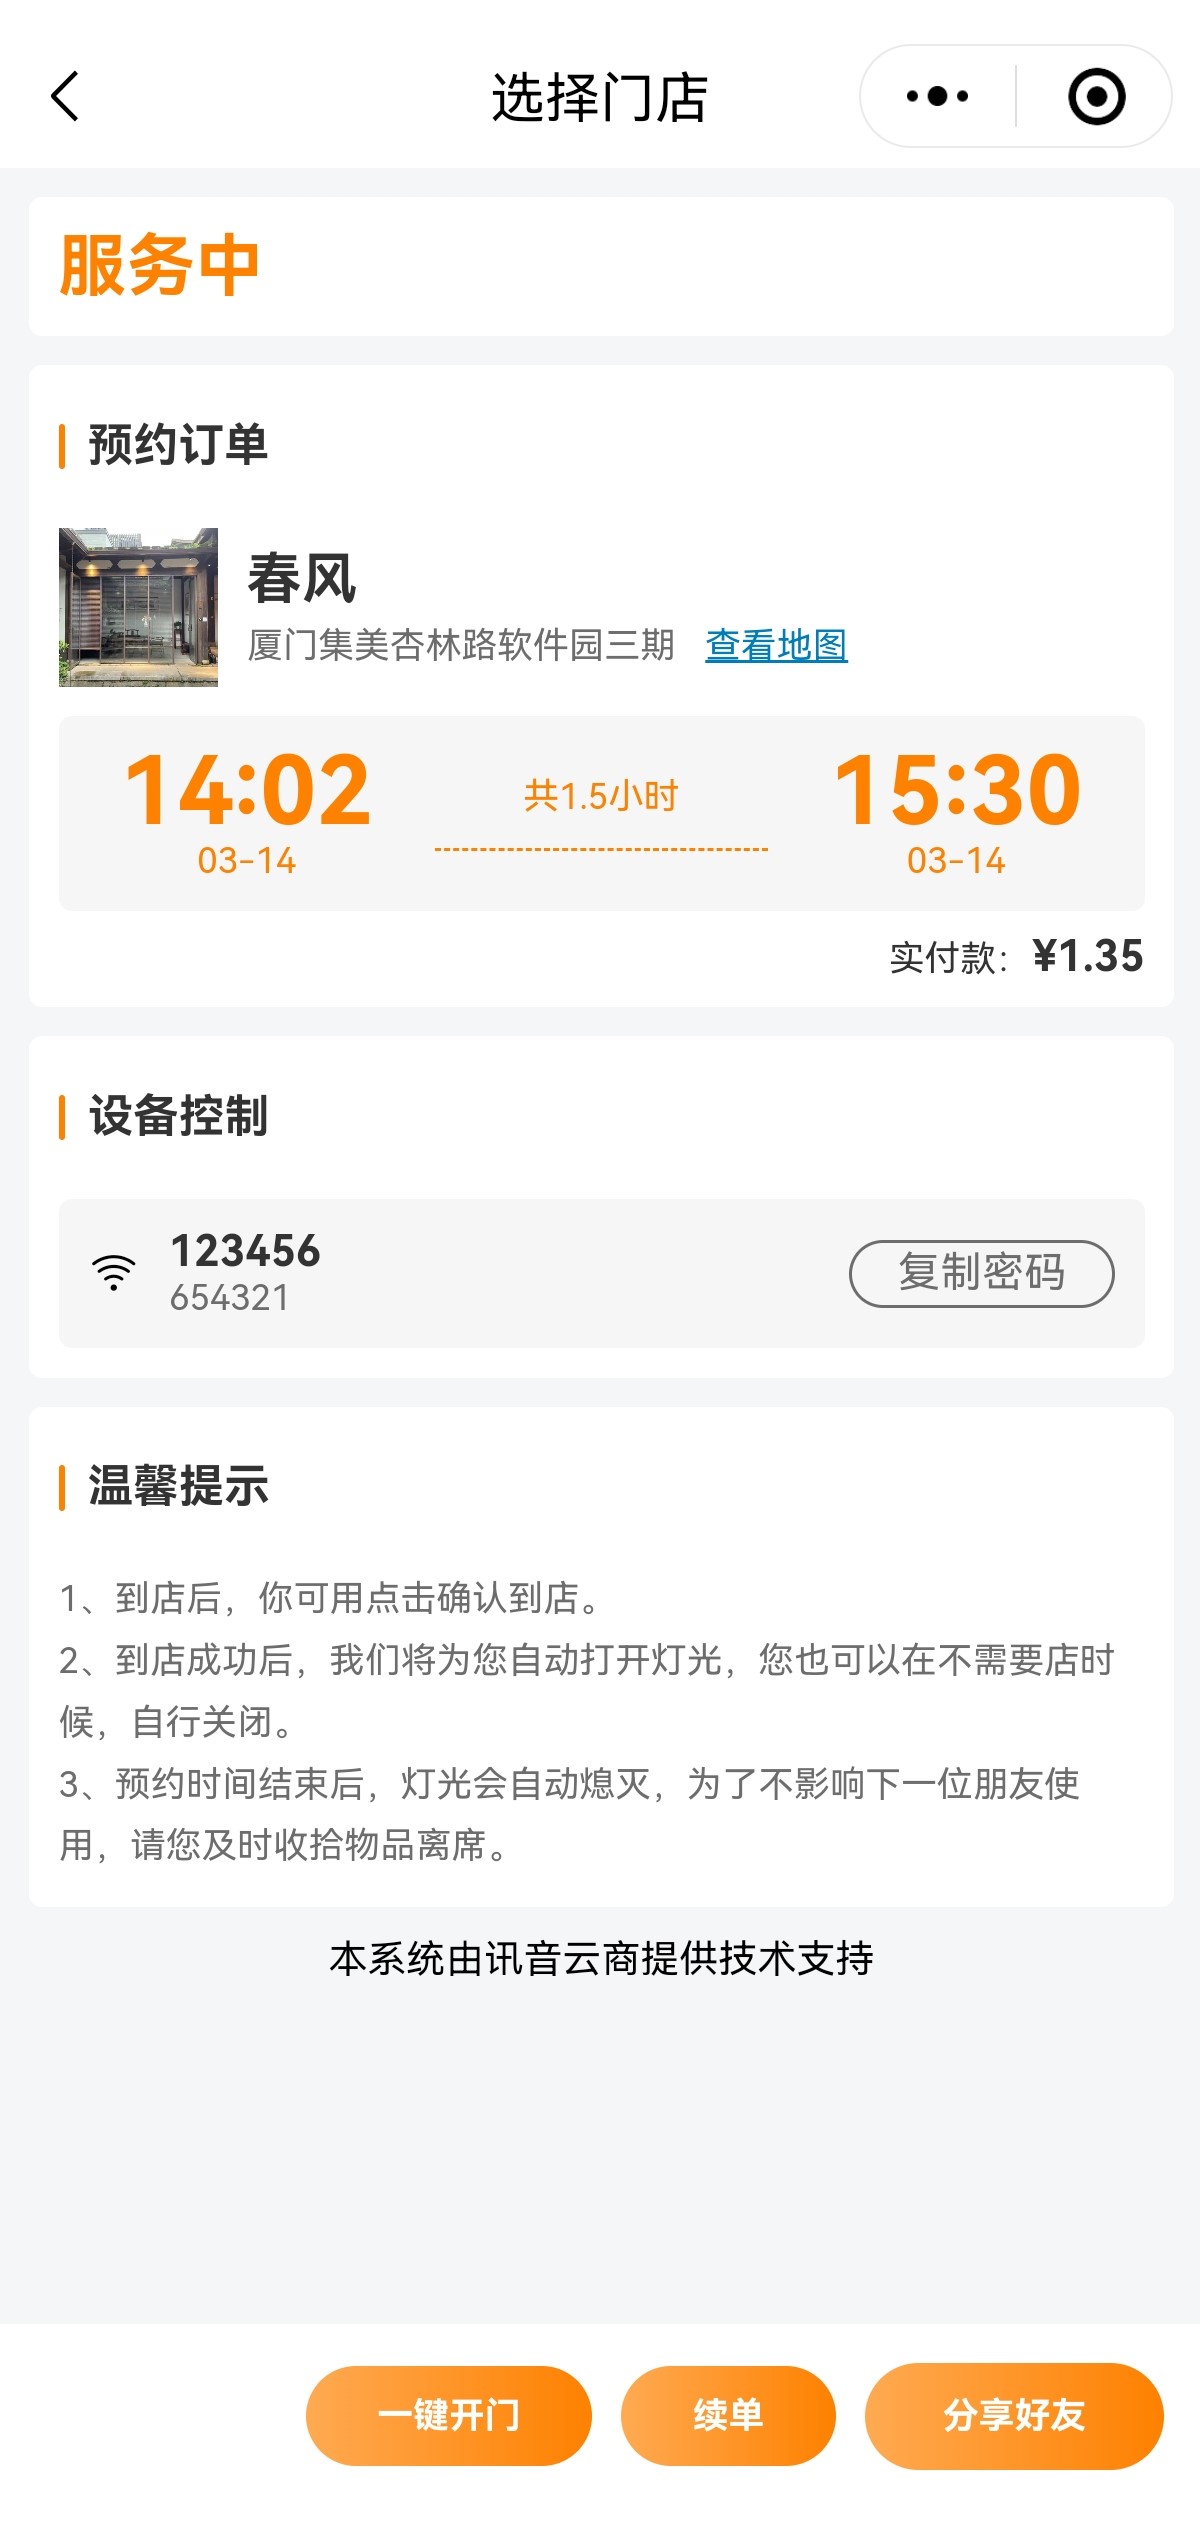 选择门店
服务中
预约订单
春风
厦门集美杏林路软件园三期 查看地图
14:02 共1.5小时 15:30
03-14 03-14
实付款：¥1.35
设备控制
123456
654321
复制密码
温馨提示
1、到店后，你可用点击确认到店。
2、到店成功后，我们将为您自动打开灯光，您也可以在不需要店时
候，自行关闭。
3、预约时间结束后，灯光会自动熄灭，为了不影响下一位朋友使
用，请您及时收拾物品离席。
本系统由讯音云商提供技术支持
一键开门 续单 分享好友